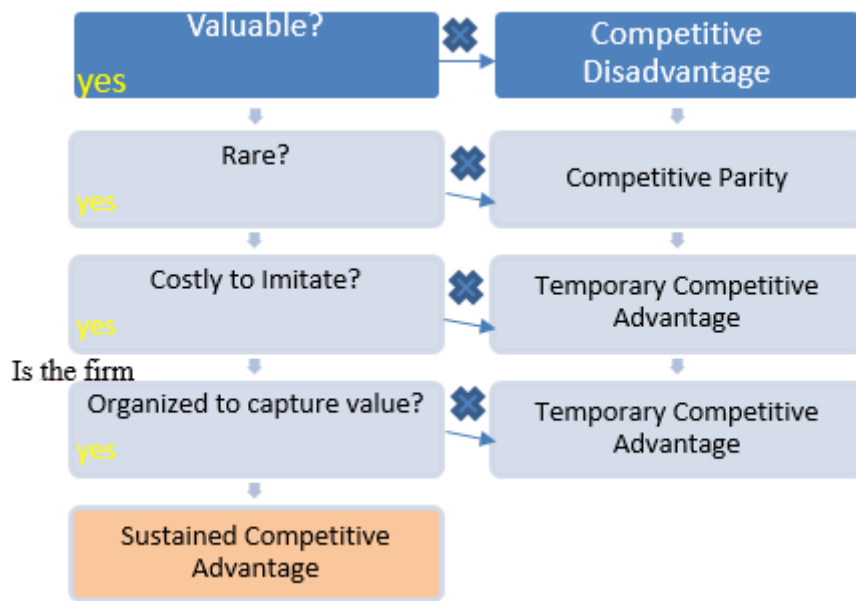 Valuable?
yes
Competitive
Disadvantage
Rare?
yes
Competitive Parity
Costly to Imitate?
yes
Temporary Competitive
Advantage
Is the firm
Organized to capture value?
yes
Temporary Competitive
Advantage
Sustained Competitive
Advantage